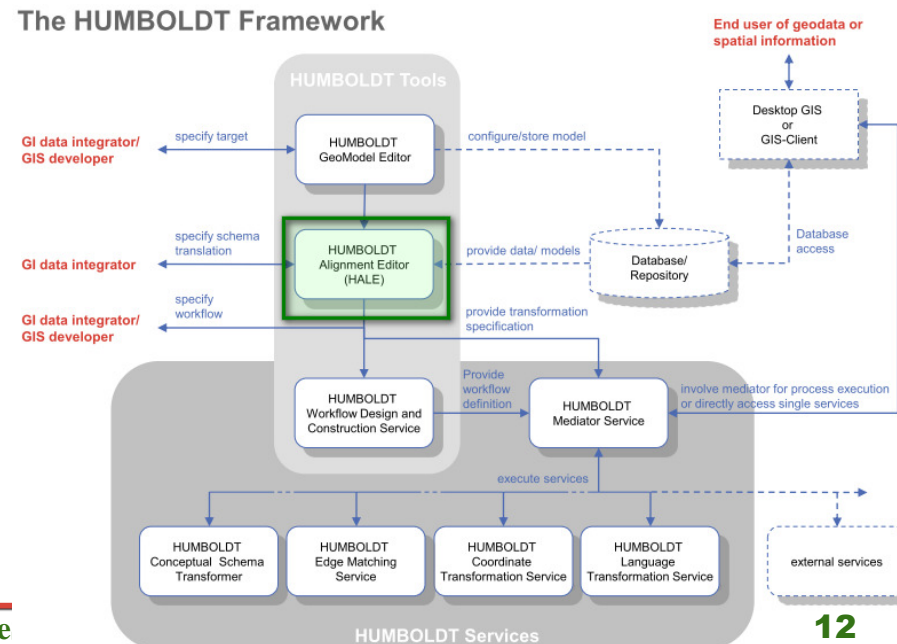 The HUMBOLDT Framework
End user of geodata or
spatial information
HUMBOLDT Tools
Desktop GIS
or
GIS-Client
GI data integrator/
GIS developer
specify target
HUMBOLDT
GeoModel Editor
configure/store model
Database
access
GI data integrator
specify schema
translation
HUMBOLDT
Alignment Editor
(HALE)
provide data/ models
Database/
Repository
GI data integrator/
GIS developer
specify
workflow
provide transformation
specification
HUMBOLDT
Workflow Design and
Construction Service
Provide
workflow
definition
HUMBOLDT
Mediator Service
involve mediator for process execution
or directly access single services
execute services
HUMBOLDT
Conceptual Schema
Transformer
HUMBOLDT
Edge Matching
Service
HUMBOLDT
Coordinate
Transformation Service
HUMBOLDT
Language
Transformation Service
external services
HUMBOLDT Services
e
12